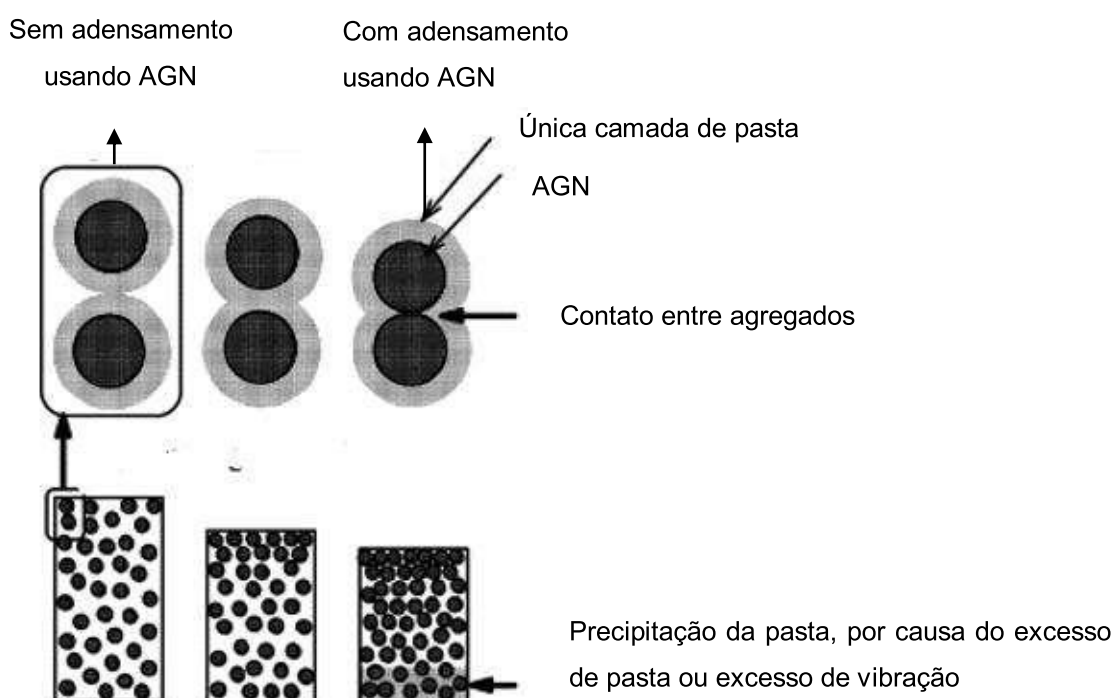 Sem adensamento
usando AGN
Com adensamento
usando AGN
Única camada de pasta
AGN
Contato entre agregados
Precipitação da pasta, por causa do excesso
de pasta ou excesso de vibração